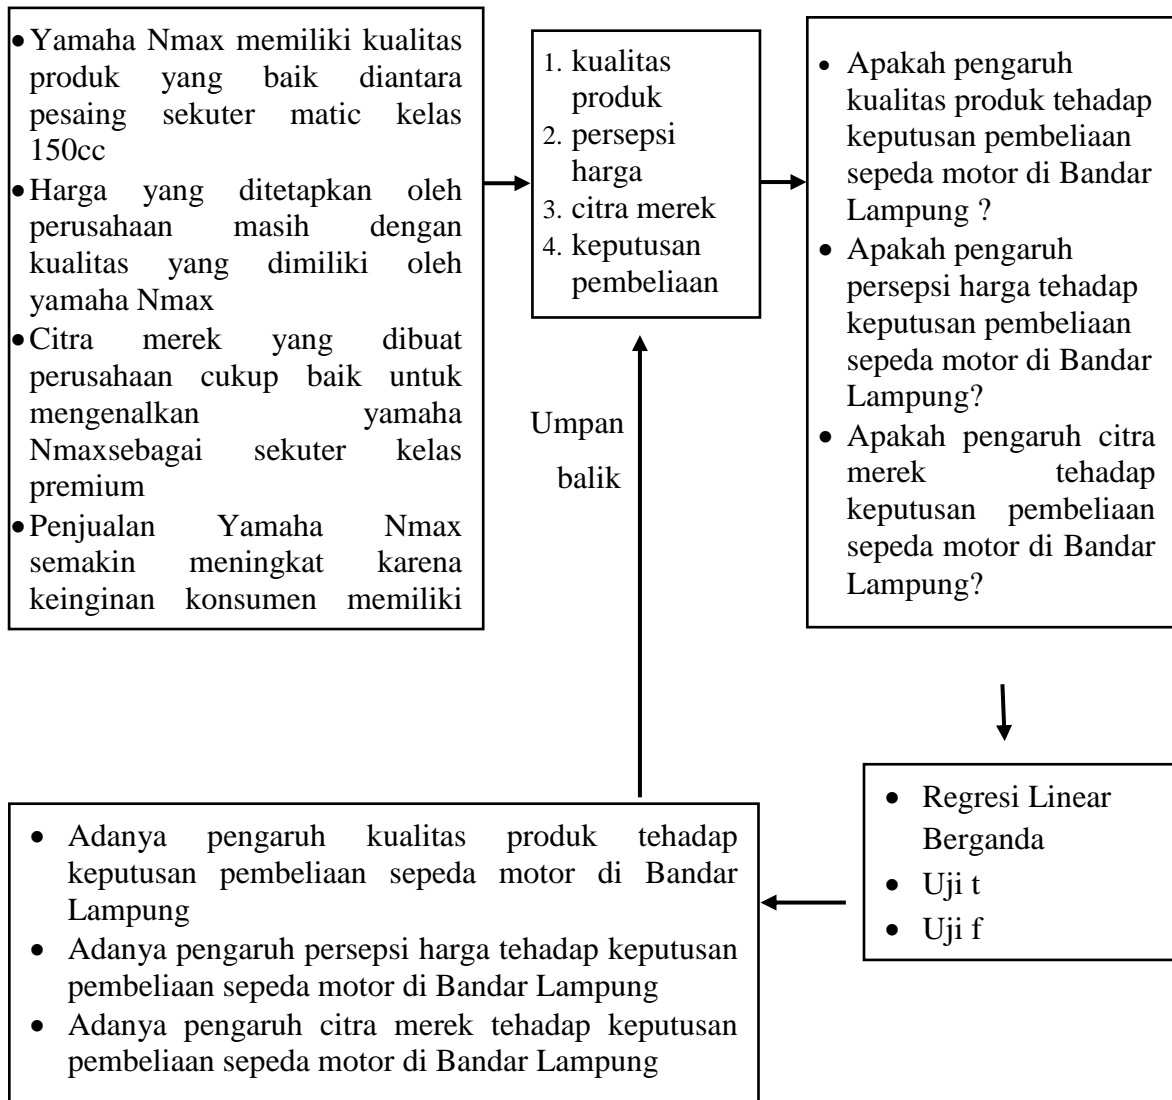 •Yamaha Nmax memiliki kualitas
produk yang baik diantara
pesaing sekuter matic kelas
150cc
•Harga yang ditetapkan oleh
perusahaan masih dengan
kualitas yang dimiliki oleh
yamaha Nmax
•Citra merek yang dibuat
perusahaan cukup baik untuk
mengenalkan yamaha
Nmaxsebagai sekuter kelas
premium
•Penjualan Yamaha Nmax
semakin meningkat karena
keinginan konsumen memiliki
1. kualitas
produk
2. persepsi
harga
3. citra merek
4. keputusan
pembeliaan
• Apakah pengaruh
kualitas produk tehadap
keputusan pembeliaan
sepeda motor di Bandar
Lampung ?
• Apakah pengaruh
persepsi harga tehadap
keputusan pembeliaan
sepeda motor di Bandar
Lampung?
• Apakah pengaruh citra
merek tehadap
keputusan pembeliaan
sepeda motor di Bandar
Lampung?
Umpan
balik
• Regresi Linear
Berganda
• Uji t
• Uji f
• Adanya pengaruh kualitas produk tehadap
keputusan pembeliaan sepeda motor di Bandar
Lampung
• Adanya pengaruh persepsi harga tehadap keputusan
pembeliaan sepeda motor di Bandar Lampung
• Adanya pengaruh citra merek tehadap keputusan
pembeliaan sepeda motor di Bandar Lampung